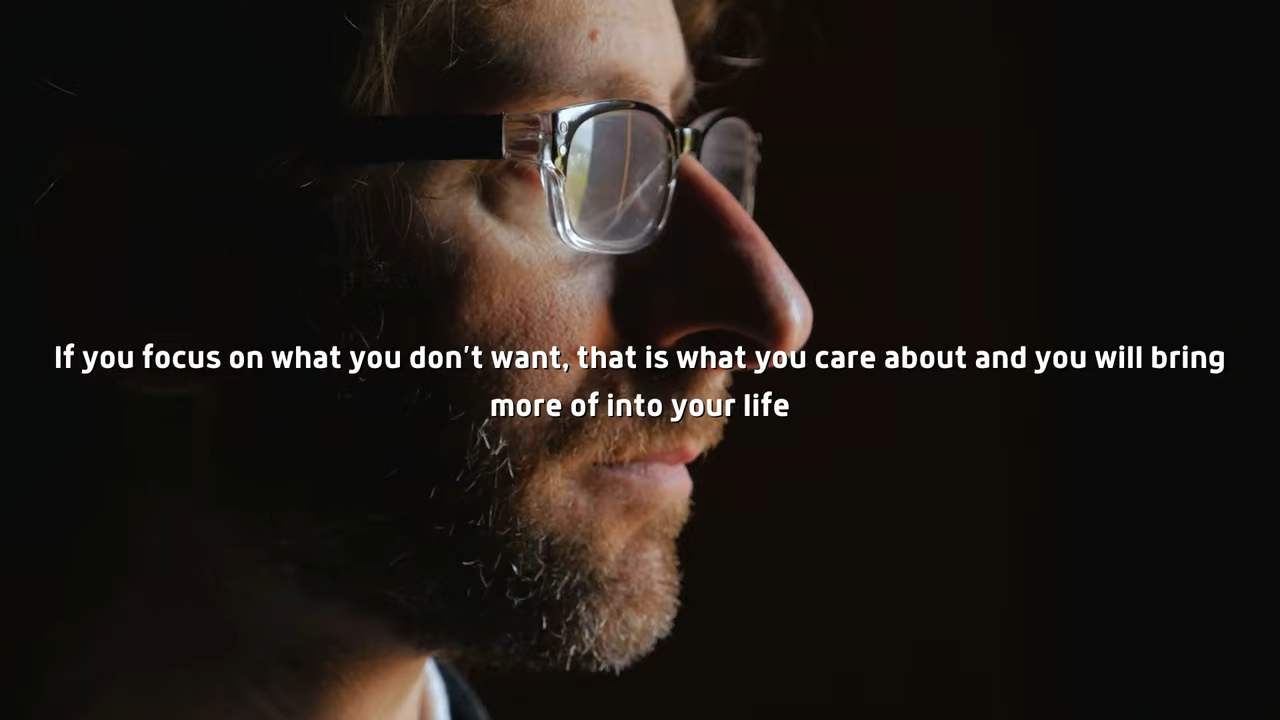 If you focus on what you don't want, that is what you care about and you will bring
more of into your life